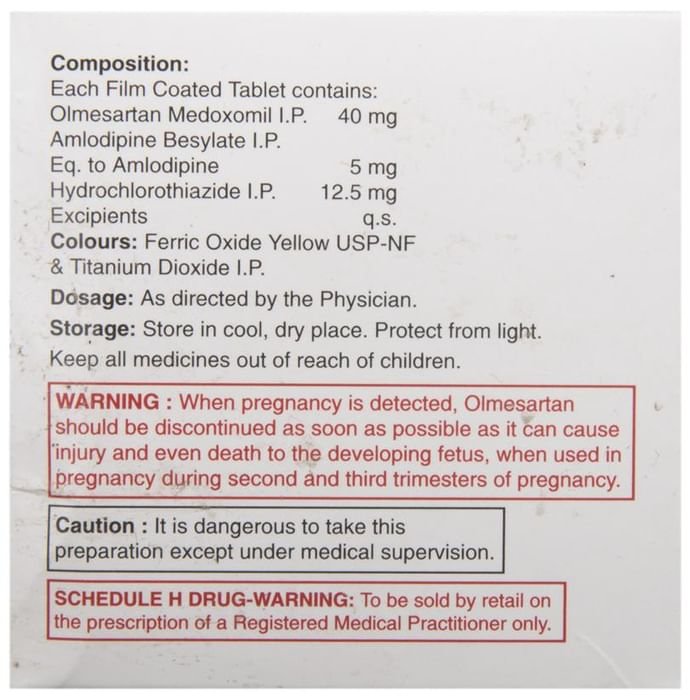 Composition:
Each Film Coated Tablet contains:
Olmesartan Medoxomil I.P. 40 mg
Amlodipine Besylate I.P.
Eq. to Amlodipine 5 mg
Hydrochlorothiazide I.P. 12.5 mg
Excipients q.s.
Colours: Ferric Oxide Yellow USP-NF
& Titanium Dioxide I.P.
Dosage: As directed by the Physician.
Storage: Store in cool, dry place. Protect from light.
Keep all medicines out of reach of children.
WARNING : When pregnancy is detected, Olmesartan
should be discontinued as soon as possible as it can cause
injury and even death to the developing fetus, when used in
pregnancy during second and third trimesters of pregnancy.
Caution : It is dangerous to take this
preparation except under medical supervision.
SCHEDULE H DRUG-WARNING: To be sold by retail on
the prescription of a Registered Medical Practitioner only.